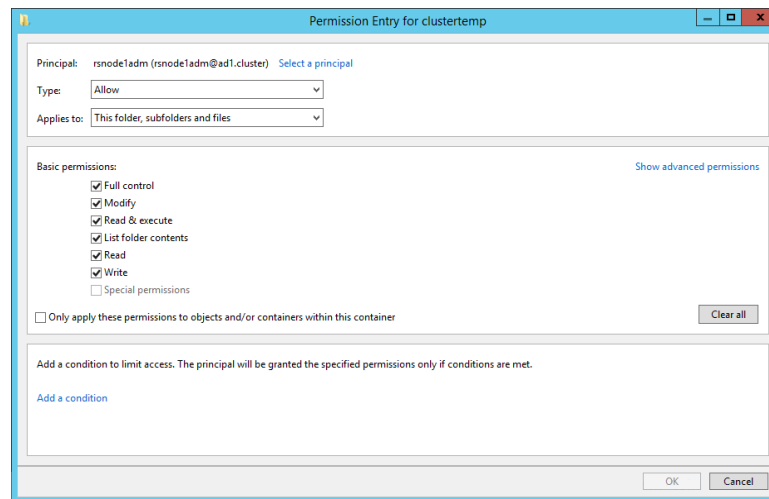 Permission Entry for clustertemp
Principal: rsnode1adm (rsnode1adm@ad1.cluster) Select a principal
Type: Allow
Applies to: This folder, subfolders and files
Basic permissions: Show advanced permissions
Full control
Modify
Read & execute
List folder contents
Read
Write
Special permissions
Only apply these permissions to objects and/or containers within this container Clear all
Add a condition to limit access. The principal will be granted the specified permissions only if conditions are met.
Add a condition
OK Cancel